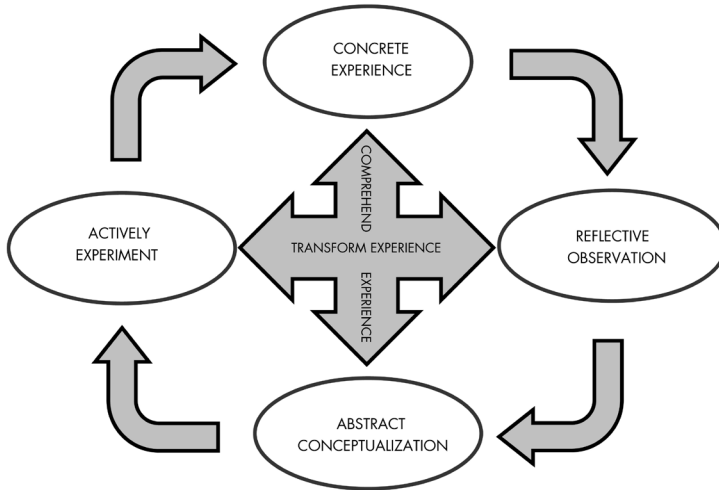 CONCRETE
EXPERIENCE
COMPREHEND
ACTIVELY
EXPERIMENT
TRANSFORM EXPERIENCE
REFLECTIVE
OBSERVATION
EXPERIENCE
ABSTRACT
CONCEPTUALIZATION